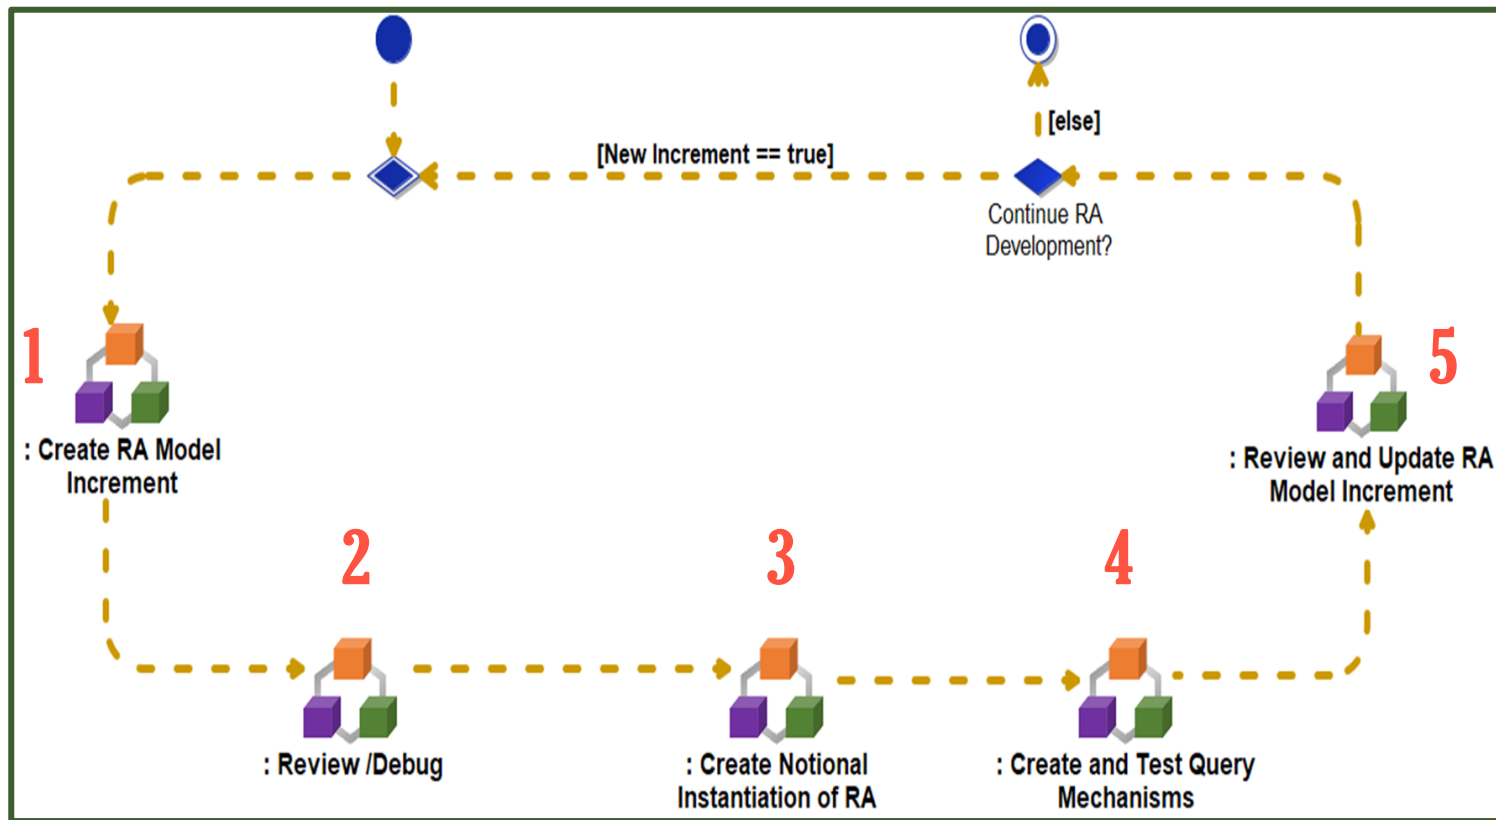 [else]
[New Increment == true]
Continue RA
Development?
1
: Create RA Model
Increment
5
: Review and Update RA
Model Increment
2
: Review /Debug
3
: Create Notional
Instantiation of RA
4
: Create and Test Query
Mechanisms